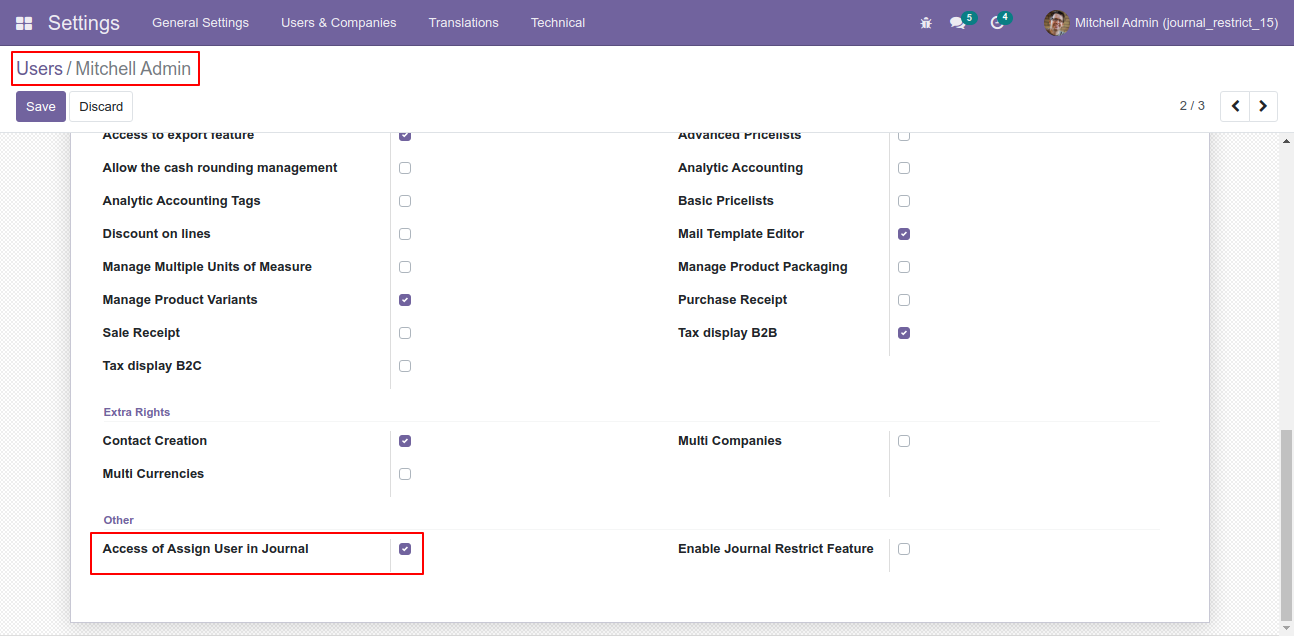 Settings General Settings Users & Companies Translations Technical 5 4 Mitchell Admin (journal_restrict_15)
Users / Mitchell Admin
Save Discard 2 / 3
Access to export feature Advanced Pricelists
Allow the cash rounding management Analytic Accounting
Analytic Accounting Tags Basic Pricelists
Discount on lines Mail Template Editor
Manage Multiple Units of Measure Manage Product Packaging
Manage Product Variants Purchase Receipt
Sale Receipt Tax display B2B
Tax display B2C
Extra Rights
Contact Creation Multi Companies
Multi Currencies
Other
Access of Assign User in Journal Enable Journal Restrict Feature